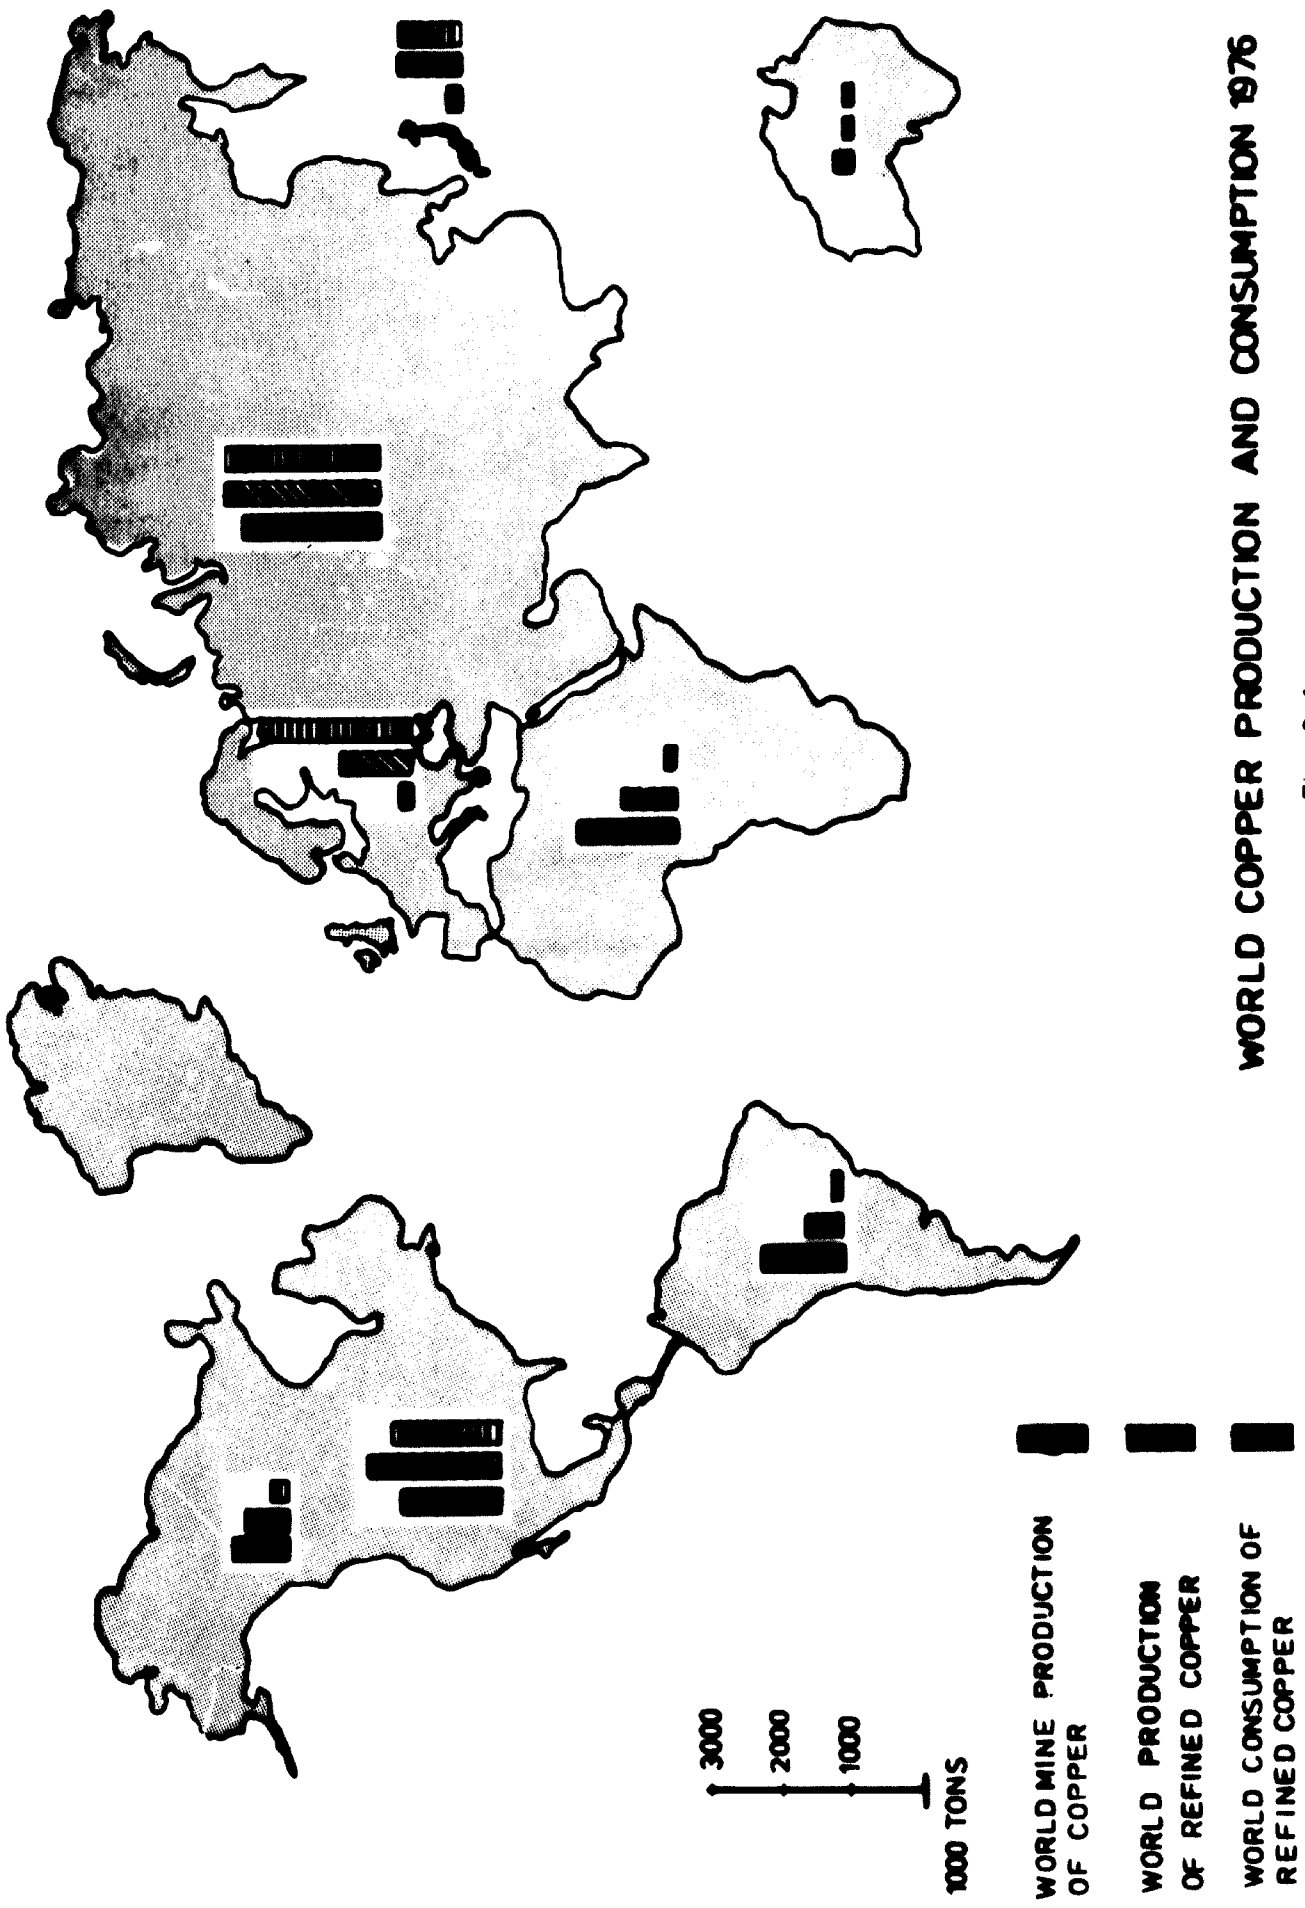 3000
2000
1000
1000 TONS
WORLD MINE PRODUCTION
OF COPPER
WORLD PRODUCTION
OF REFINED COPPER
WORLD CONSUMPTION OF
REFINED COPPER
WORLD COPPER PRODUCTION AND CONSUMPTION 1976